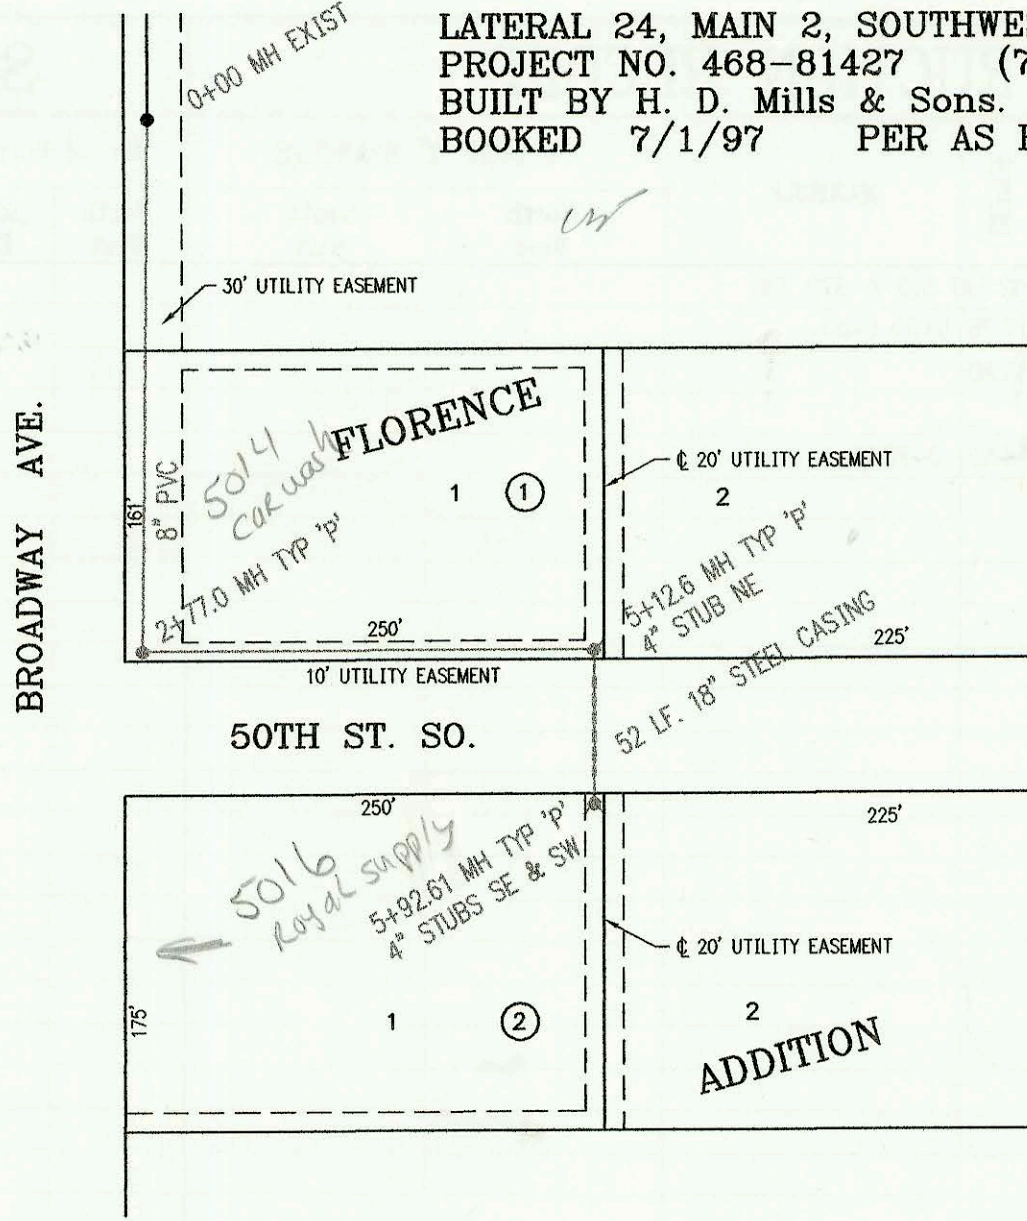 0+00 MH EXIST
LATERAL 24, MAIN 2, SOUTHWE
PROJECT NO. 468-81427 (7
BUILT BY H. D. Mills & Sons.
BOOKED 7/1/97 PER AS
30' UTILITY EASEMENT
BROADWAY AVE.
FLORENCE
5014
car wash
8" PVC
161'
1 1
2+77.0 MH TYP 'P'
℄ 20' UTILITY EASEMENT
2
5+12.6 MH TYP 'P'
4" STUB NE
250'
225'
10' UTILITY EASEMENT
52 LF. 18" STEEL CASING
50TH ST. SO.
250'
225'
5016
Royal supply
5+92.61 MH TYP 'P'
4" STUBS SE & SW
℄ 20' UTILITY EASEMENT
175'
1 2
2
ADDITION